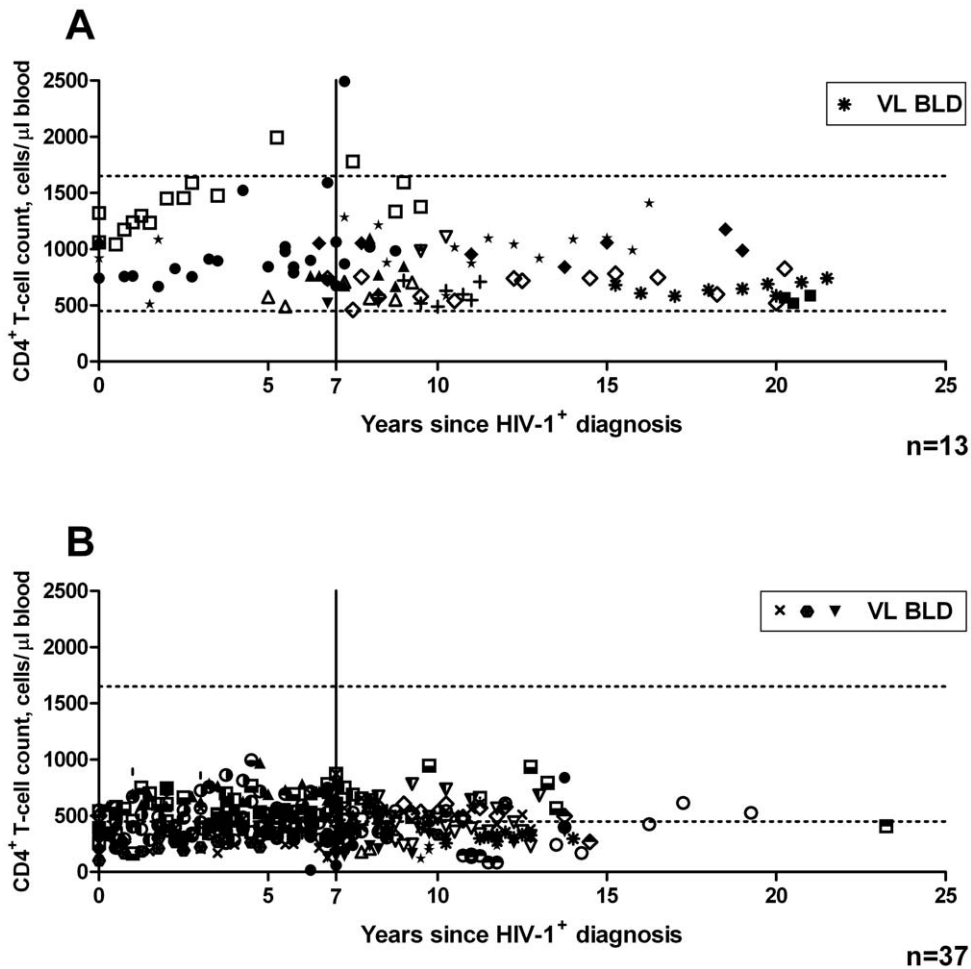 A
2500
2000
1500
1000
500
0
CD4⁺ T-cell count, cells/ µl blood
VL BLD
0 5 7 10 15 20 25
Years since HIV-1⁺ diagnosis
n=13
B
2500
2000
1500
1000
500
0
CD4⁺ T-cell count, cells/ µl blood
VL BLD
0 5 7 10 15 20 25
Years since HIV-1⁺ diagnosis
n=37